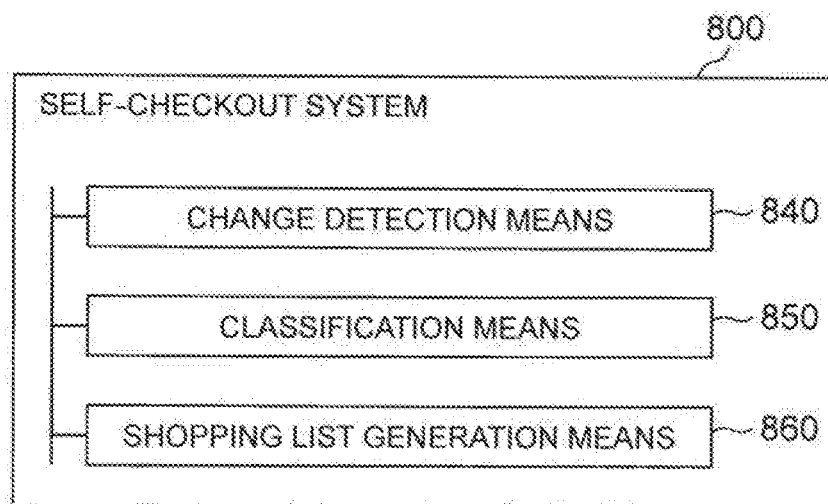 800
SELF-CHECKOUT SYSTEM
CHANGE DETECTION MEANS 840
CLASSIFICATION MEANS 850
SHOPPING LIST GENERATION MEANS 860